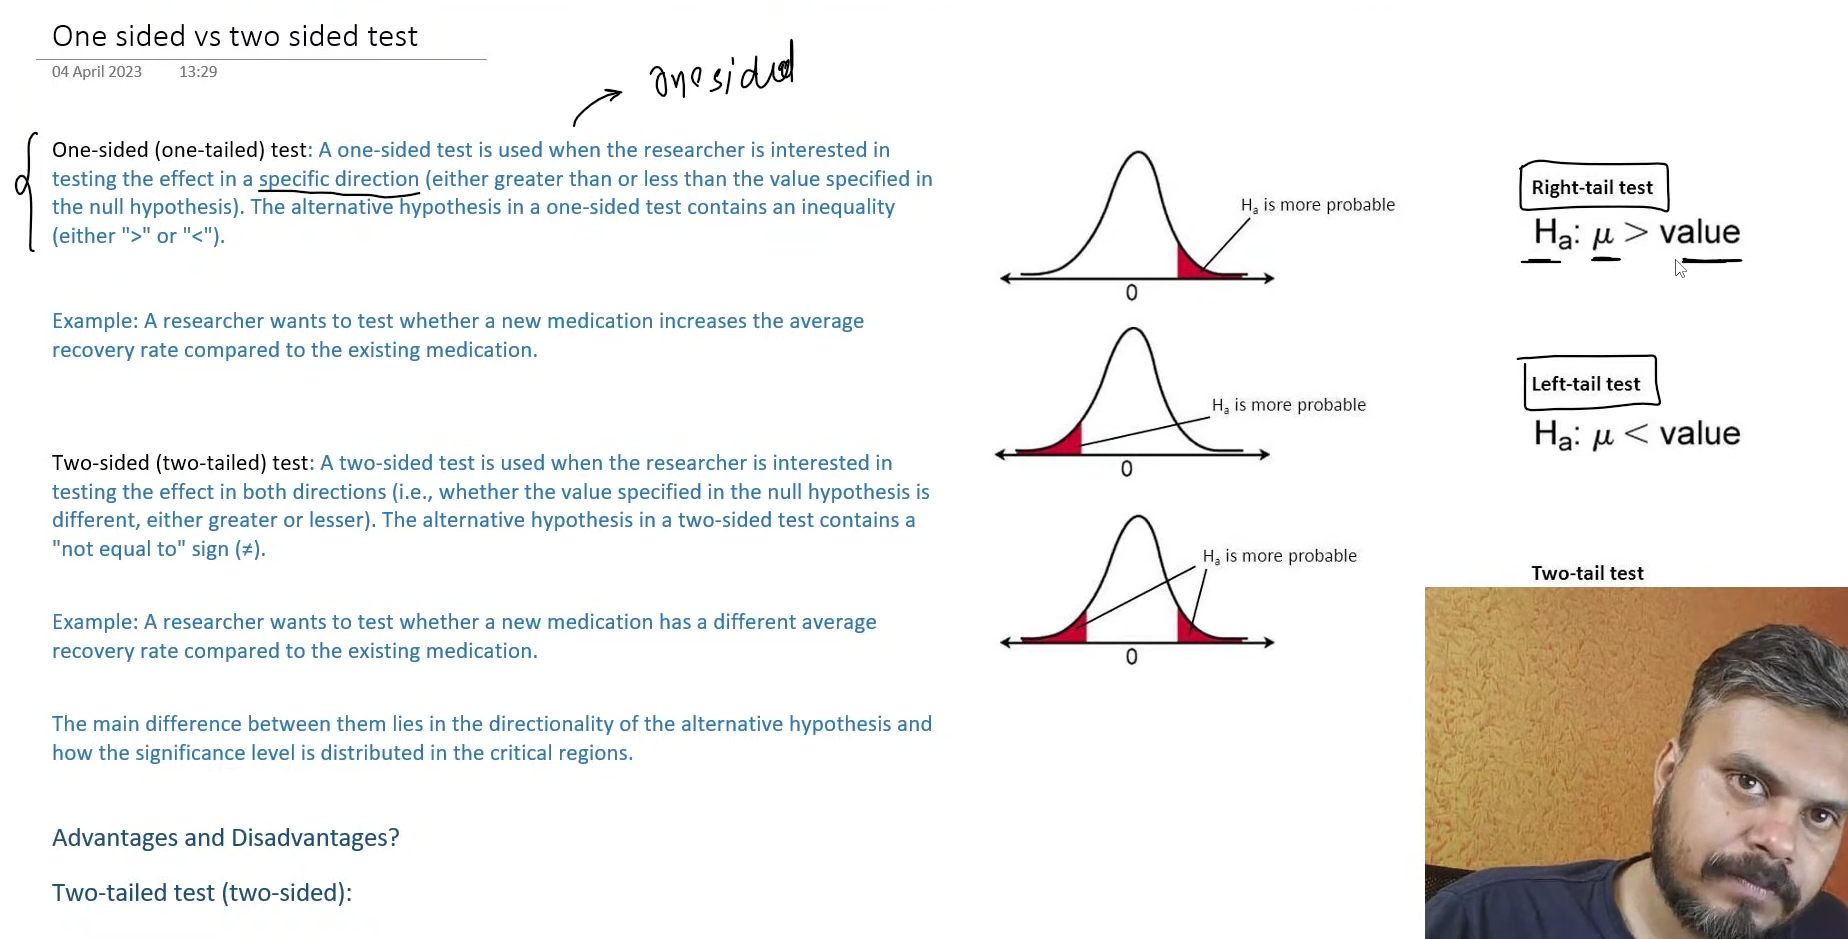 One sided vs two sided test
04 April 2023 13:29
one sided
One-sided (one-tailed) test: A one-sided test is used when the researcher is interested in
testing the effect in a specific direction (either greater than or less than the value specified in
the null hypothesis). The alternative hypothesis in a one-sided test contains an inequality
(either ">" or "<").
Example: A researcher wants to test whether a new medication increases the average
recovery rate compared to the existing medication.
Two-sided (two-tailed) test: A two-sided test is used when the researcher is interested in
testing the effect in both directions (i.e., whether the value specified in the null hypothesis is
different, either greater or lesser). The alternative hypothesis in a two-sided test contains a
"not equal to" sign (≠).
Example: A researcher wants to test whether a new medication has a different average
recovery rate compared to the existing medication.
The main difference between them lies in the directionality of the alternative hypothesis and
how the significance level is distributed in the critical regions.
Advantages and Disadvantages?
Two-tailed test (two-sided):
Hₐ is more probable
0
Hₐ is more probable
0
Hₐ is more probable
0
Right-tail test
Hₐ: μ > value
Left-tail test
Hₐ: μ < value
Two-tail test